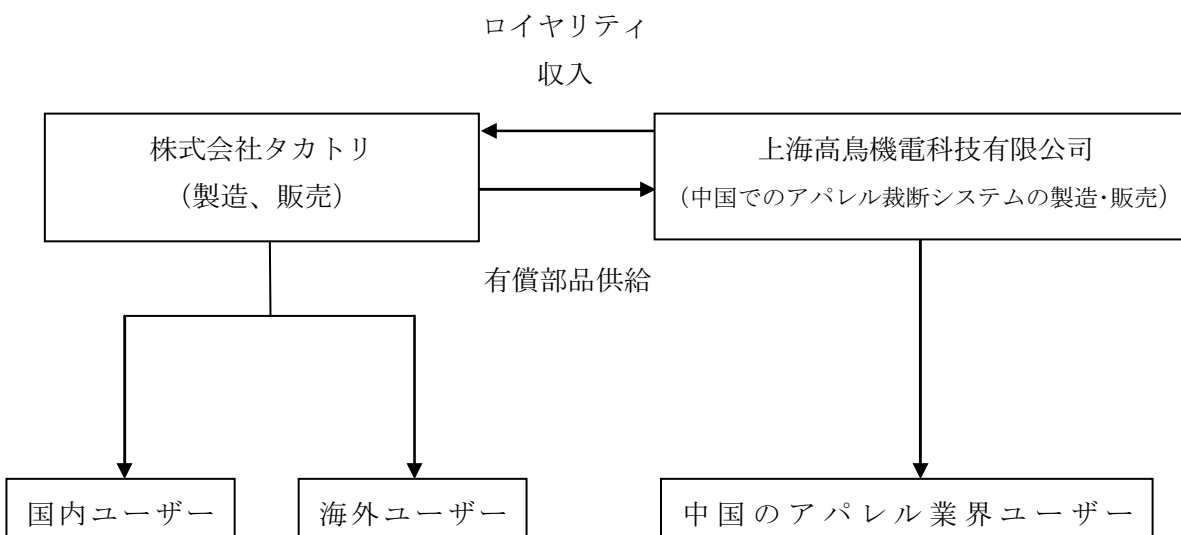 ロイヤリティ
収入
株式会社タカトリ
(製造、販売)
上海高鳥機電科技有限公司
(中国でのアパレル裁断システムの製造・販売)
有償部品供給
国内ユーザー
海外ユーザー
中国のアパレル業界ユーザー